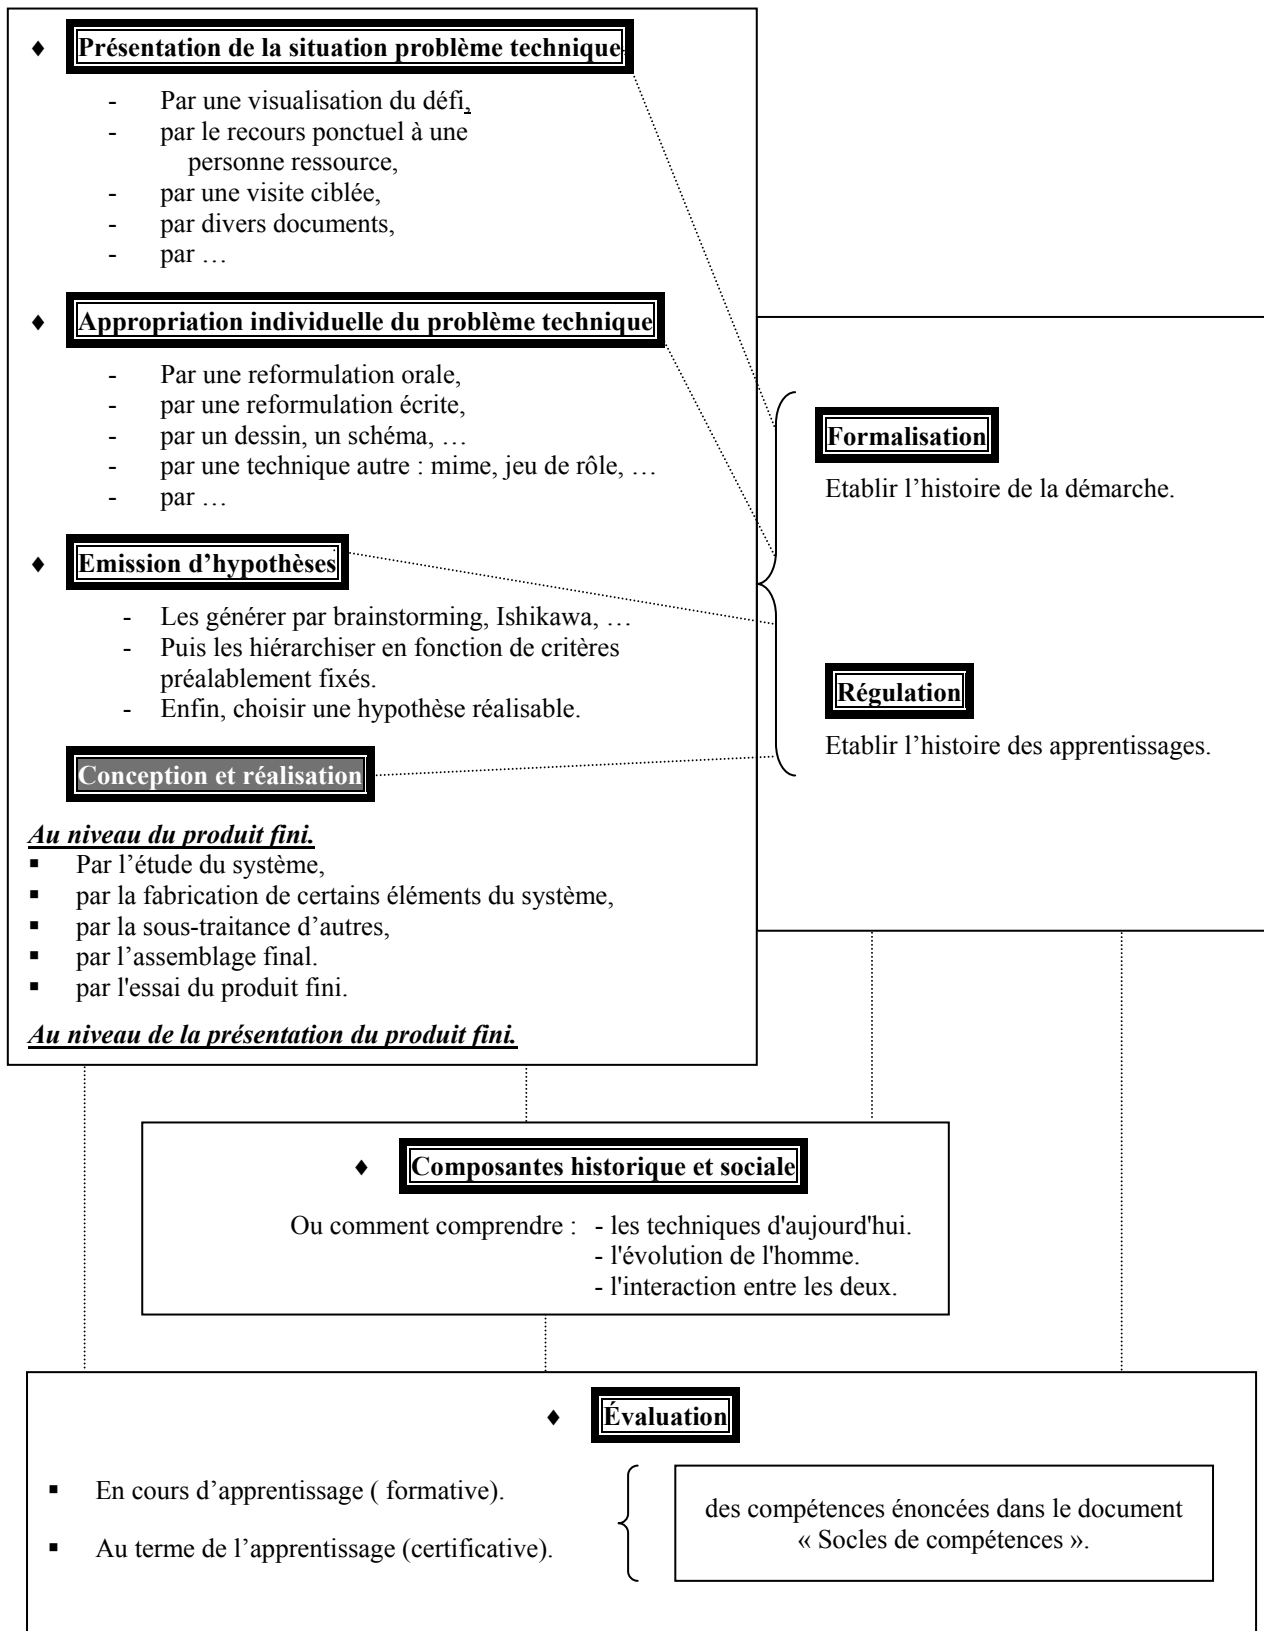 ♦ Présentation de la situation problème technique
- Par une visualisation du défi,
- par le recours ponctuel à une
personne ressource,
- par une visite ciblée,
- par divers documents,
- par …
♦ Appropriation individuelle du problème technique
- Par une reformulation orale,
- par une reformulation écrite,
- par un dessin, un schéma, …
- par une technique autre : mime, jeu de rôle, …
- par …
♦ Emission d’hypothèses
- Les générer par brainstorming, Ishikawa, …
- Puis les hiérarchiser en fonction de critères
préalablement fixés.
- Enfin, choisir une hypothèse réalisable.
Conception et réalisation
Au niveau du produit fini.
▪ Par l’étude du système,
▪ par la fabrication de certains éléments du système,
▪ par la sous-traitance d’autres,
▪ par l’assemblage final.
▪ par l'essai du produit fini.
Au niveau de la présentation du produit fini.
Formalisation
Etablir l’histoire de la démarche.
Régulation
Etablir l’histoire des apprentissages.
♦ Composantes historique et sociale
Ou comment comprendre : - les techniques d'aujourd'hui.
- l'évolution de l'homme.
- l'interaction entre les deux.
♦ Évaluation
▪ En cours d’apprentissage ( formative).
▪ Au terme de l’apprentissage (certificative).
des compétences énoncées dans le document
« Socles de compétences ».